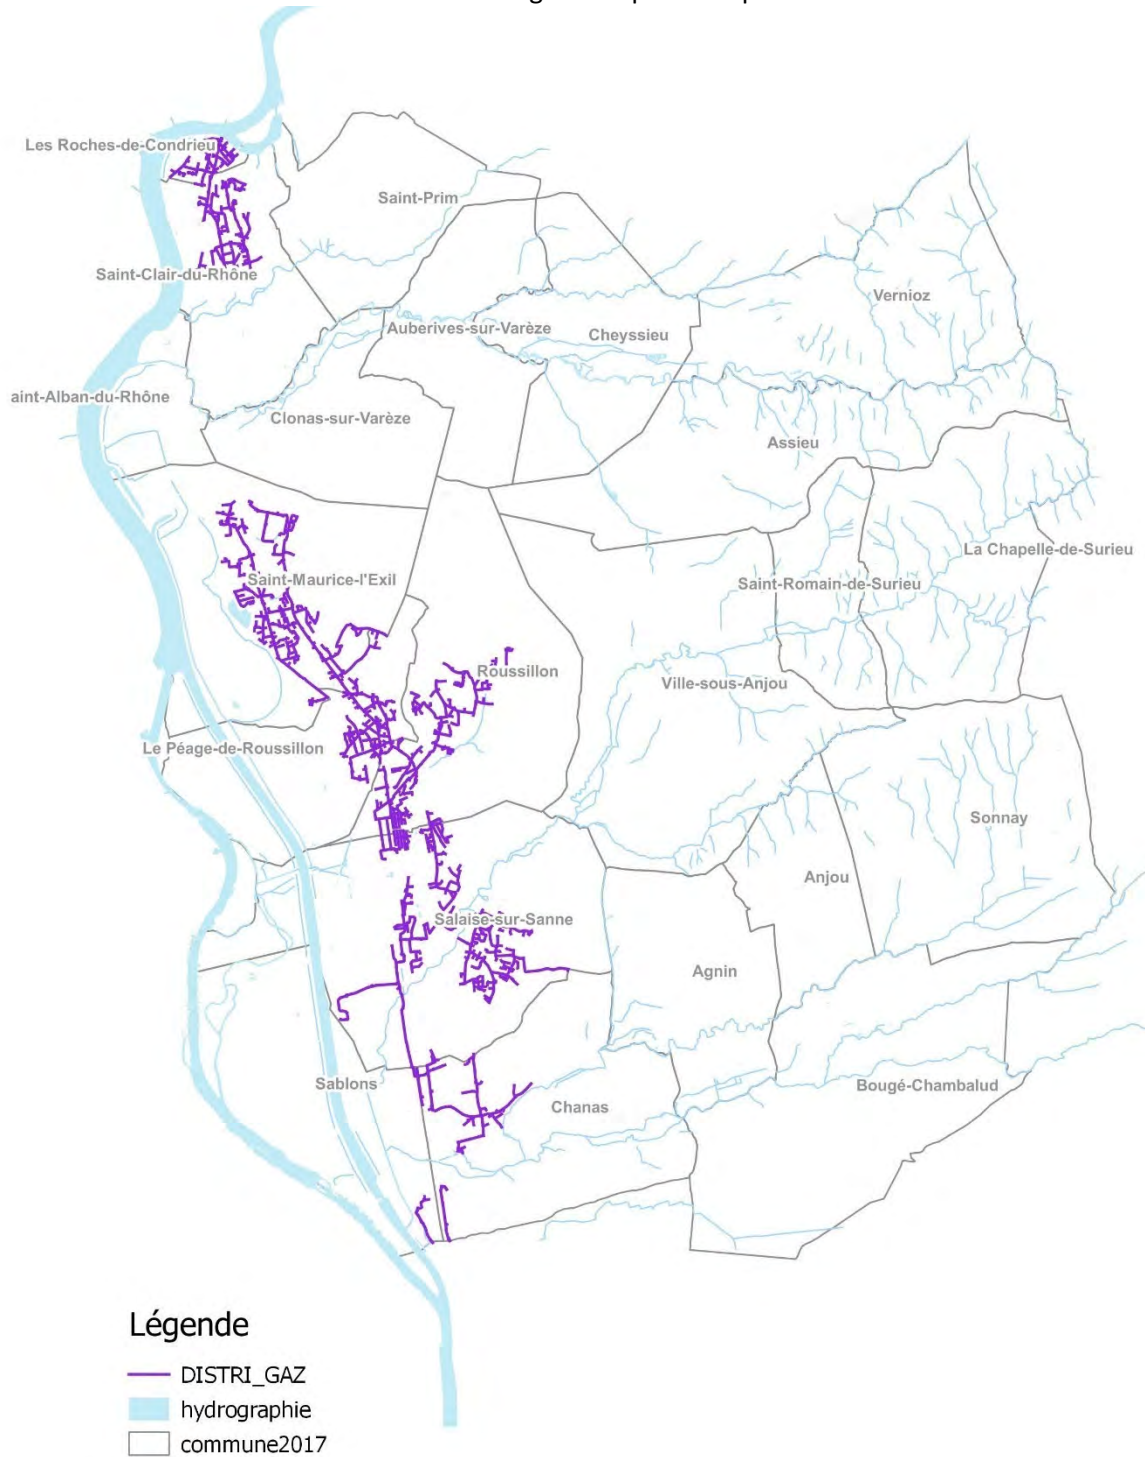 Les Roches-de-Condrieu
Saint-Prim
Saint-Clair-du-Rhône
Vernioz
Auberives-sur-Varèze
Cheyssieu
aint-Alban-du-Rhône
Clonas-sur-Varèze
Assieu
La Chapelle-de-Surieu
Saint-Maurice-l'Exil
Saint-Romain-de-Surieu
Roussillon
Ville-sous-Anjou
Le Péage-de-Roussillon
Sonnay
Anjou
Salaise-sur-Sanne
Agnin
Sablons
Bougé-Chambalud
Chanas
Légende
DISTRI_GAZ
hydrographie
commune2017